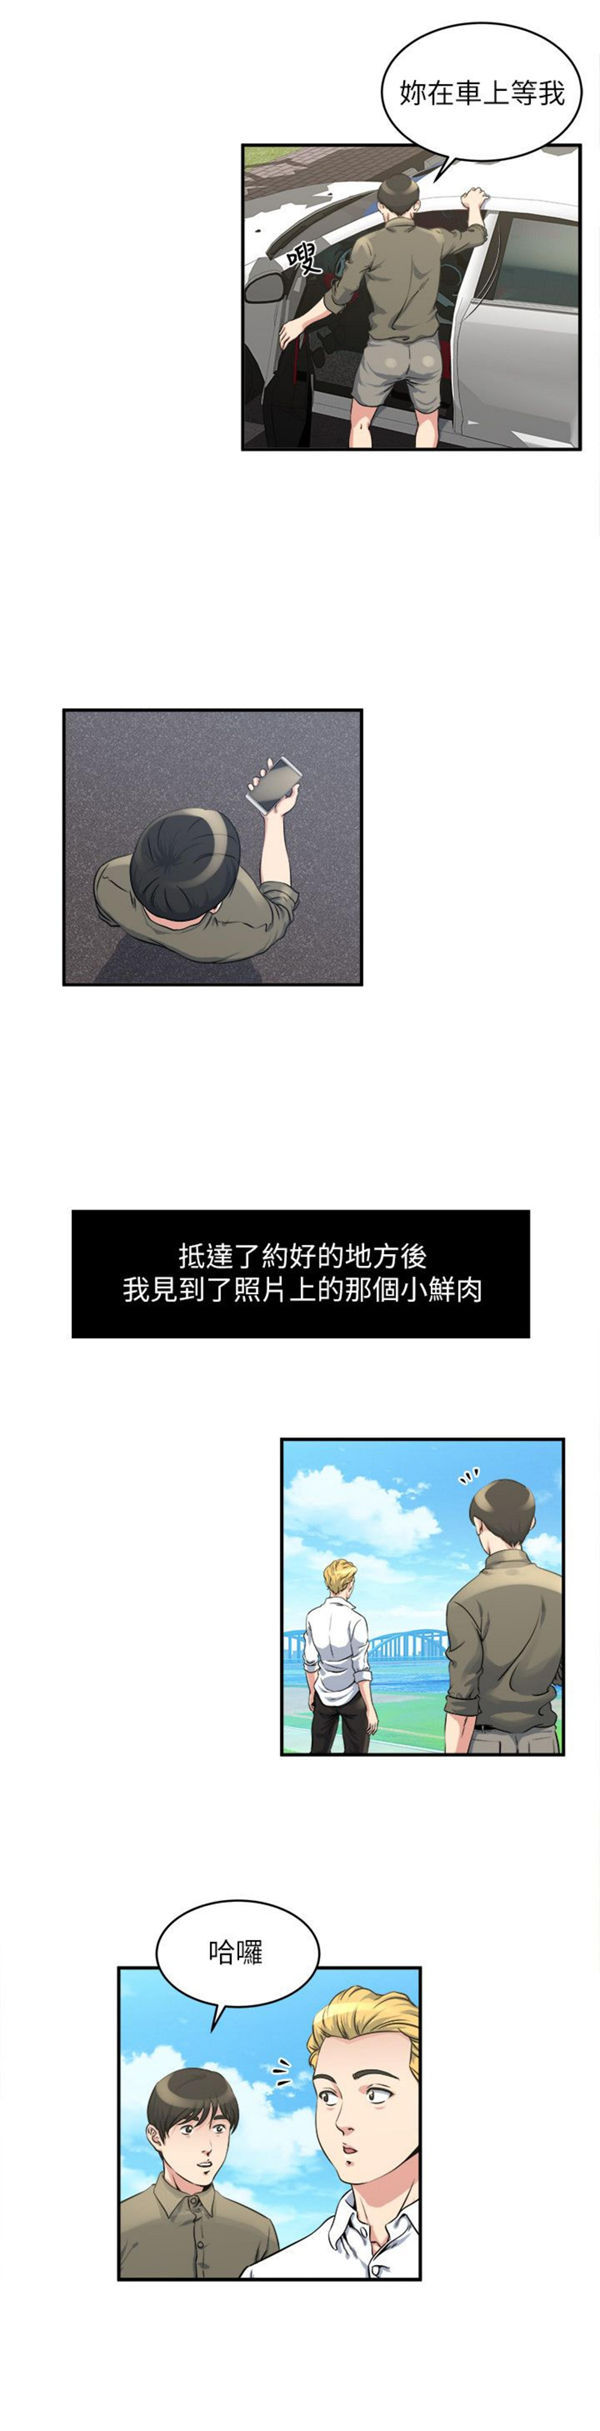 妳在車上等我
嗖
抵達了約好的地方後
我見到了照片上的那個小鮮肉
哈囉